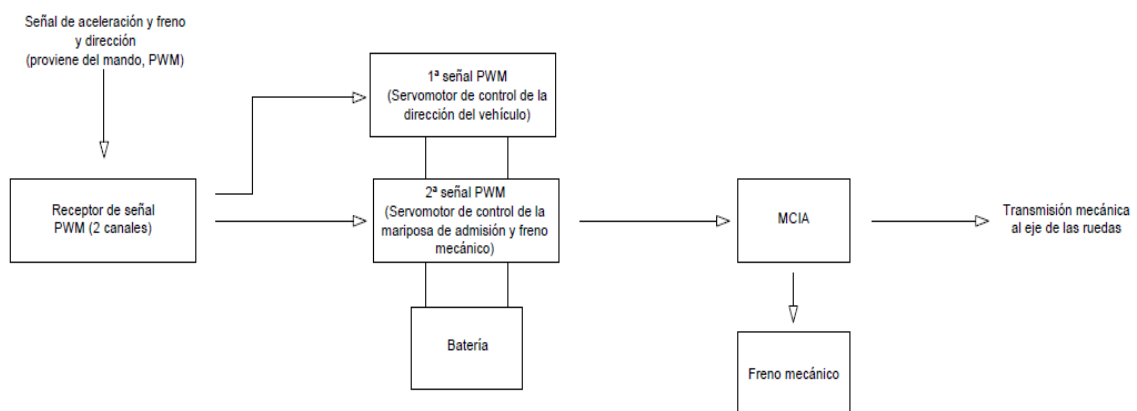 Señal de aceleración y freno
y dirección
(proviene del mando, PWM)
1ª señal PWM
(Servomotor de control de la
dirección del vehículo)
Receptor de señal
PWM (2 canales)
2ª señal PWM
(Servomotor de control de la
mariposa de admisión y freno
mecánico)
MCIA
Transmisión mecánica
al eje de las ruedas
Batería
Freno mecánico